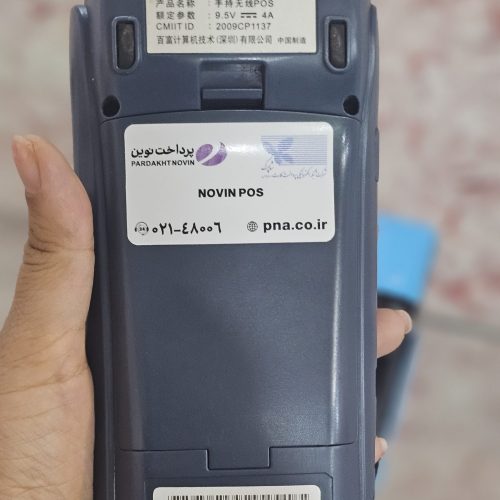 产品名称：手持无线POS
额定参数：9.5V⎓4A
CMIIT ID：2009CP1137
百富计算机技术(深圳)有限公司 中国制造
پرداخت نوین
PARDAKHT NOVIN
شاپرک
NOVIN POS
۰۲۱-۴۸۰۰۶
pna.co.ir